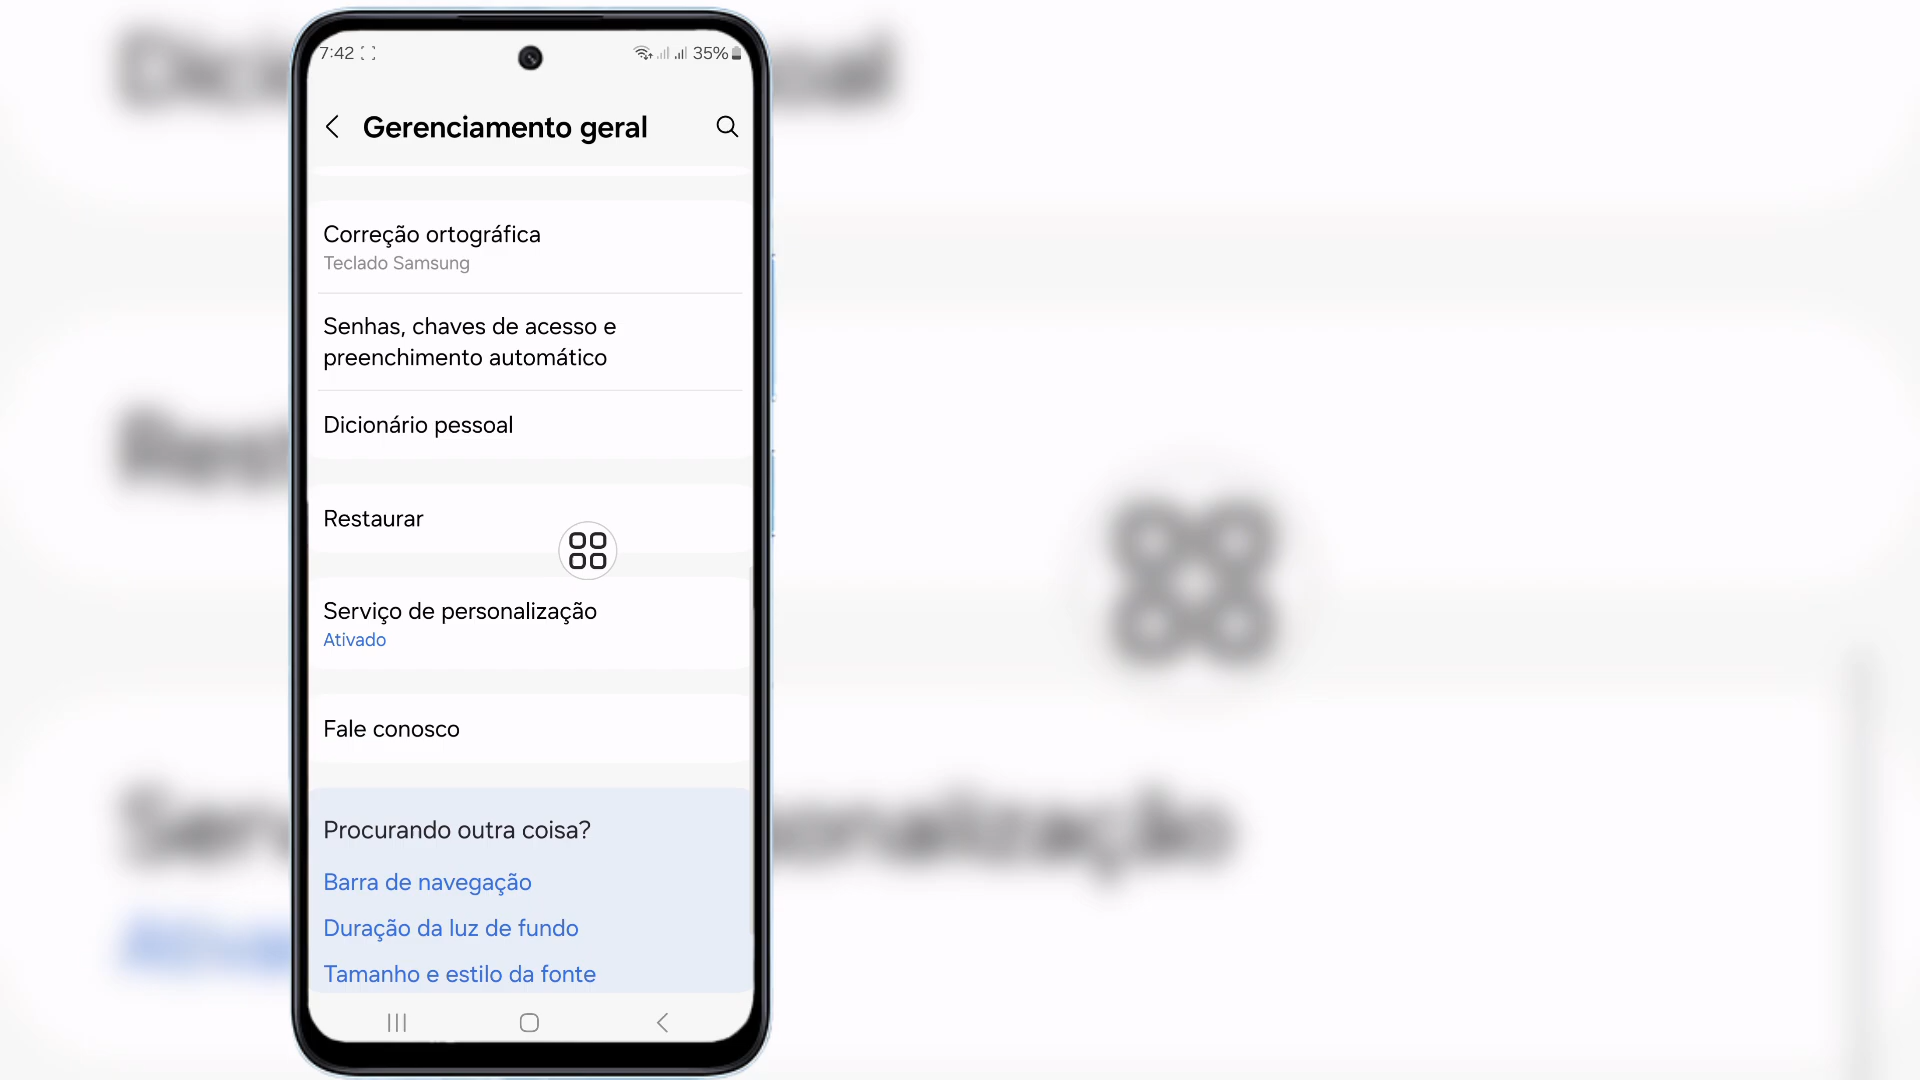 7:42
35%
Gerenciamento geral
Correção ortográfica
Teclado Samsung
Senhas, chaves de acesso e
preenchimento automático
Dicionário pessoal
Restaurar
Serviço de personalização
Ativado
Fale conosco
Procurando outra coisa?
Barra de navegação
Duração da luz de fundo
Tamanho e estilo da fonte